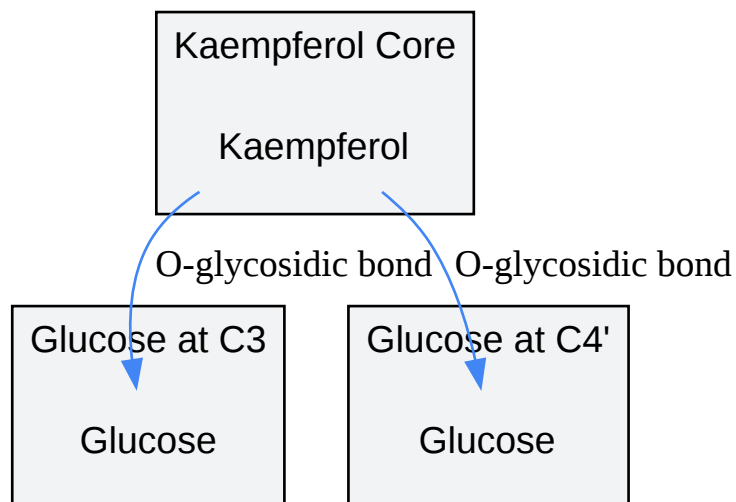 Kaempferol Core
Kaempferol
O-glycosidic bond O-glycosidic bond
Glucose at C3
Glucose at C4'
Glucose
Glucose